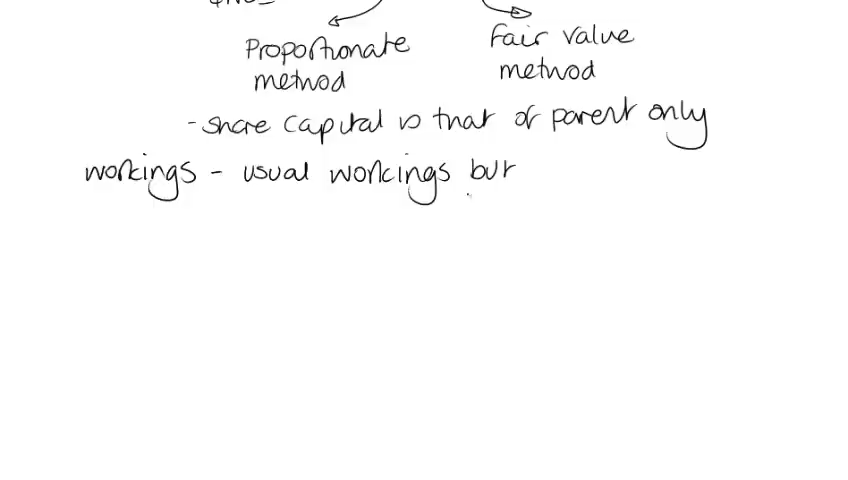 Proportionate Fair value
method method
- share capital is that of parent only
workings - usual workings but